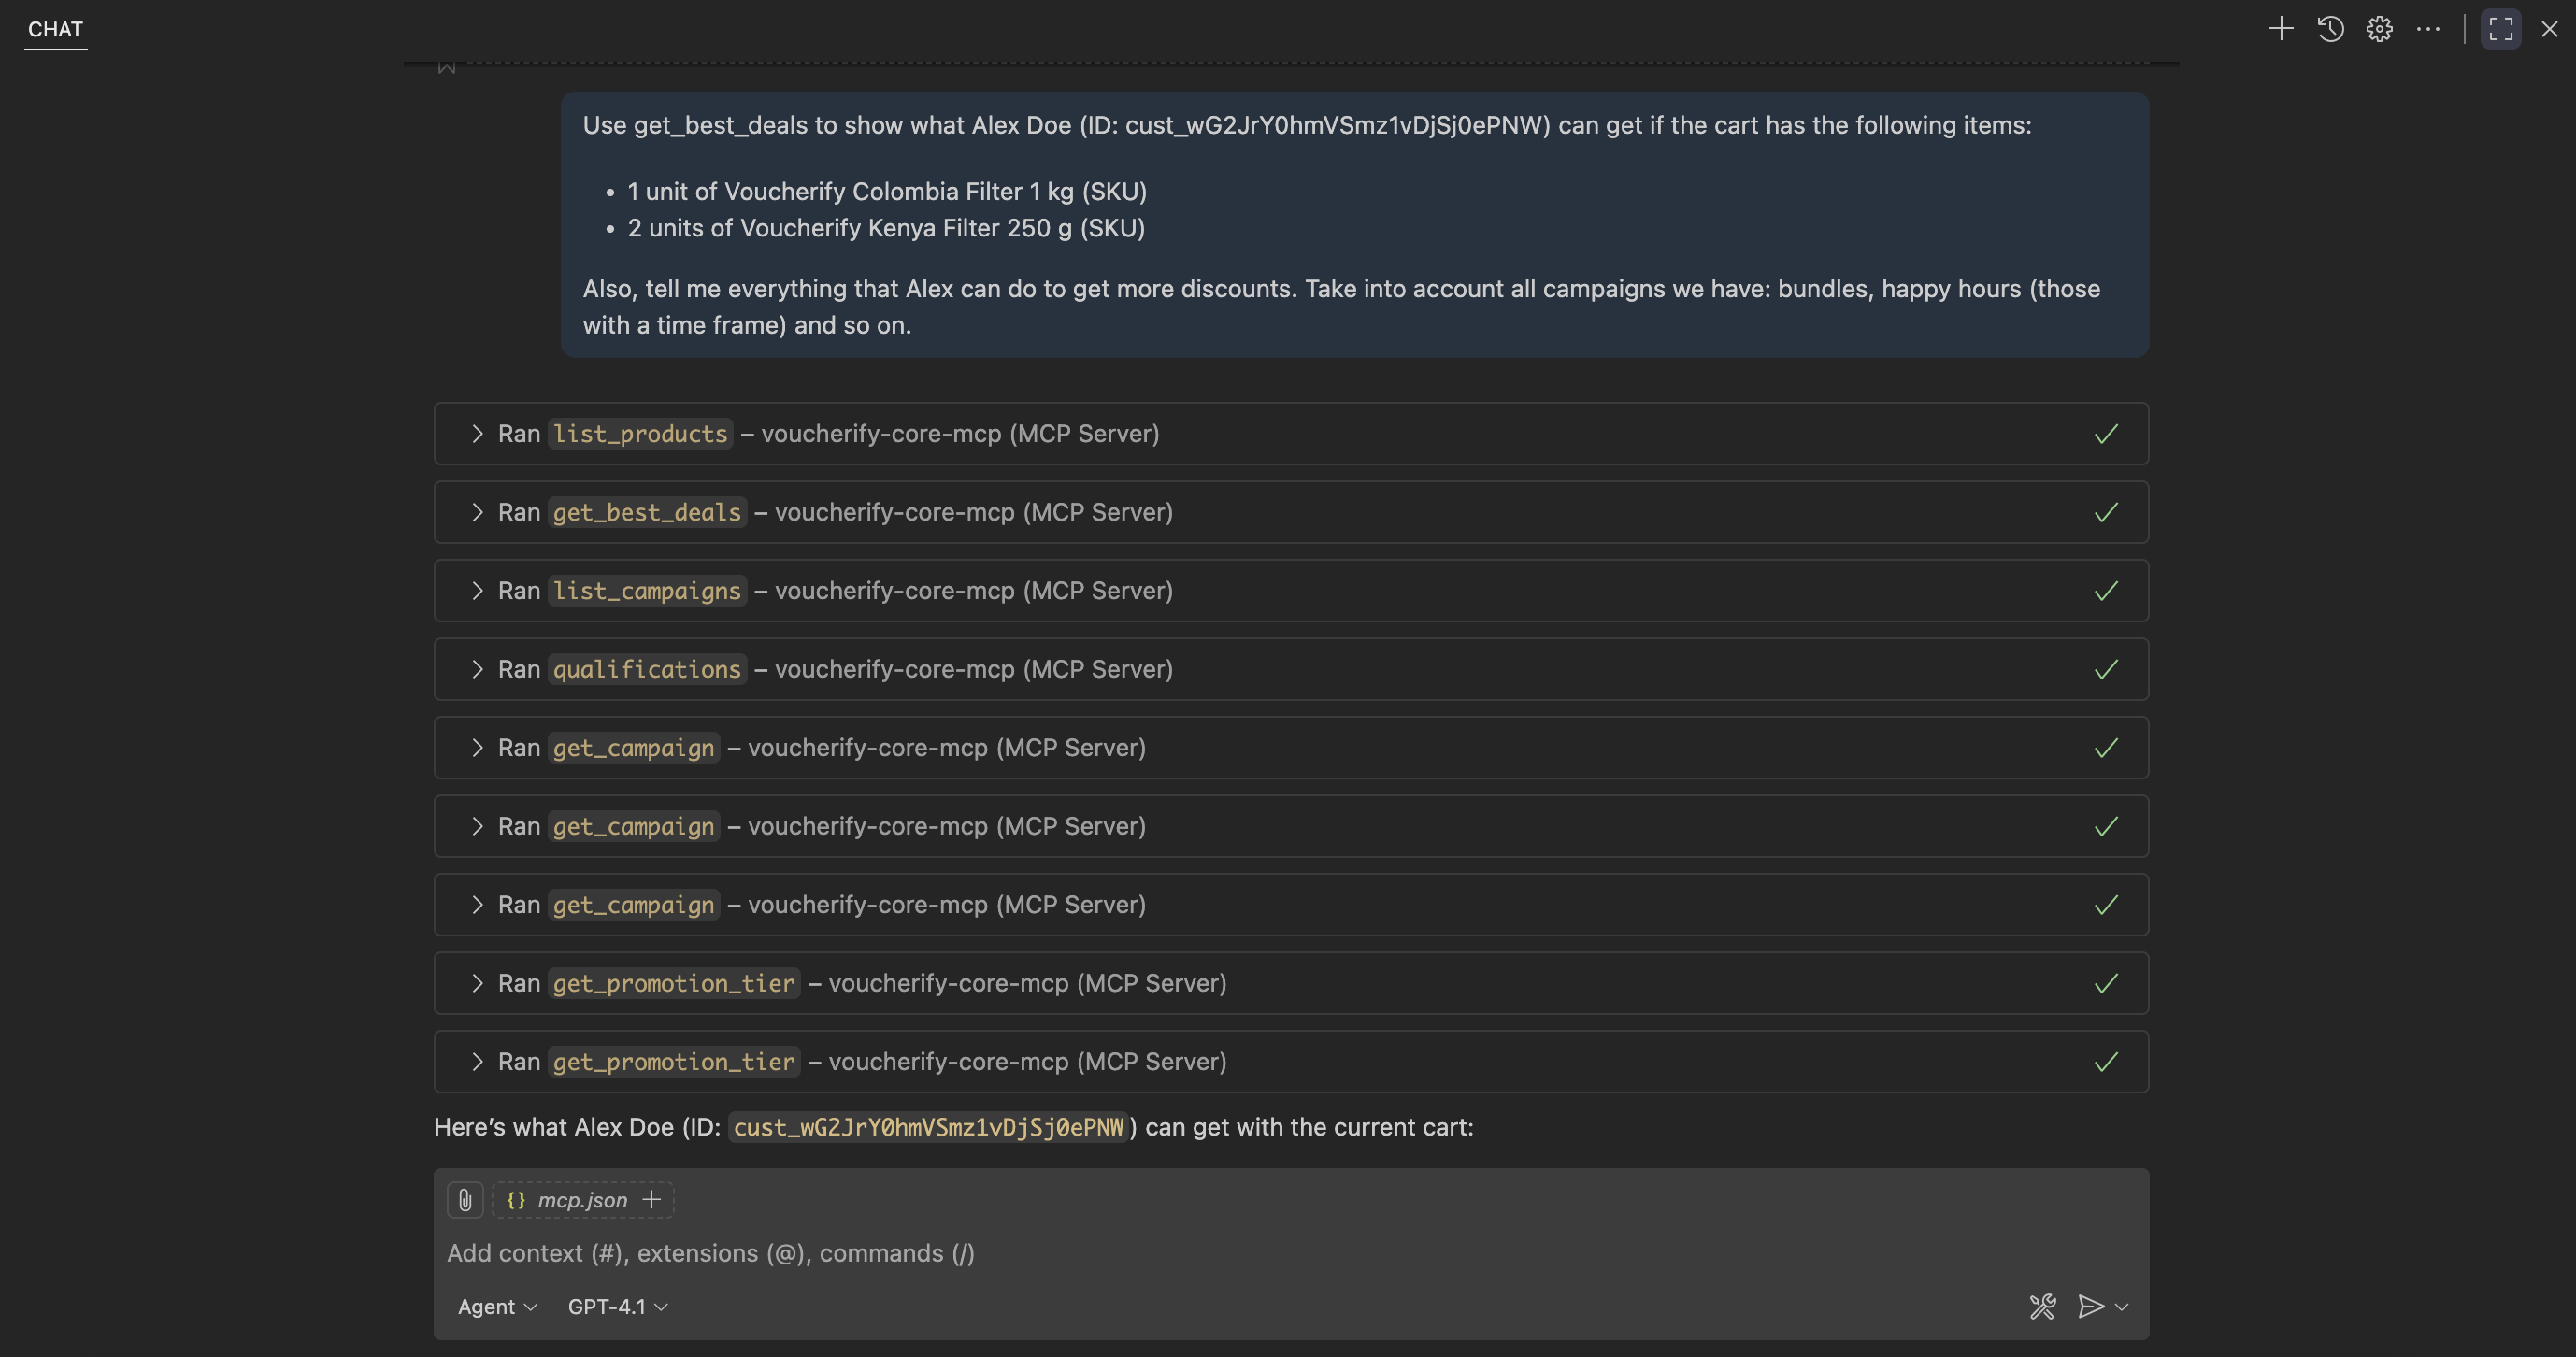 CHAT
Use get_best_deals to show what Alex Doe (ID: cust_wG2JrY0hmVSmz1vDjSj0ePNW) can get if the cart has the following items:
• 1 unit of Voucherify Colombia Filter 1 kg (SKU)
• 2 units of Voucherify Kenya Filter 250 g (SKU)
Also, tell me everything that Alex can do to get more discounts. Take into account all campaigns we have: bundles, happy hours (those
with a time frame) and so on.
Ran list_products – voucherify-core-mcp (MCP Server)
Ran get_best_deals – voucherify-core-mcp (MCP Server)
Ran list_campaigns – voucherify-core-mcp (MCP Server)
Ran qualifications – voucherify-core-mcp (MCP Server)
Ran get_campaign – voucherify-core-mcp (MCP Server)
Ran get_campaign – voucherify-core-mcp (MCP Server)
Ran get_campaign – voucherify-core-mcp (MCP Server)
Ran get_promotion_tier – voucherify-core-mcp (MCP Server)
Ran get_promotion_tier – voucherify-core-mcp (MCP Server)
Here’s what Alex Doe (ID: cust_wG2JrY0hmVSmz1vDjSj0ePNW) can get with the current cart:
{} mcp.json +
Add context (#), extensions (@), commands (/)
Agent GPT-4.1